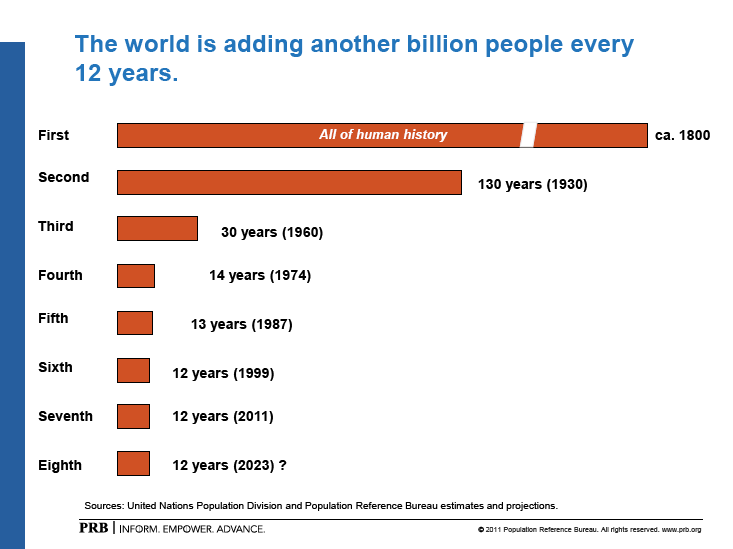 The world is adding another billion people every
12 years.
First All of human history ca. 1800
Second 130 years (1930)
Third 30 years (1960)
Fourth 14 years (1974)
Fifth 13 years (1987)
Sixth 12 years (1999)
Seventh 12 years (2011)
Eighth 12 years (2023) ?
Sources: United Nations Population Division and Population Reference Bureau estimates and projections.
PRB | INFORM. EMPOWER. ADVANCE. © 2011 Population Reference Bureau. All rights reserved. www.prb.org